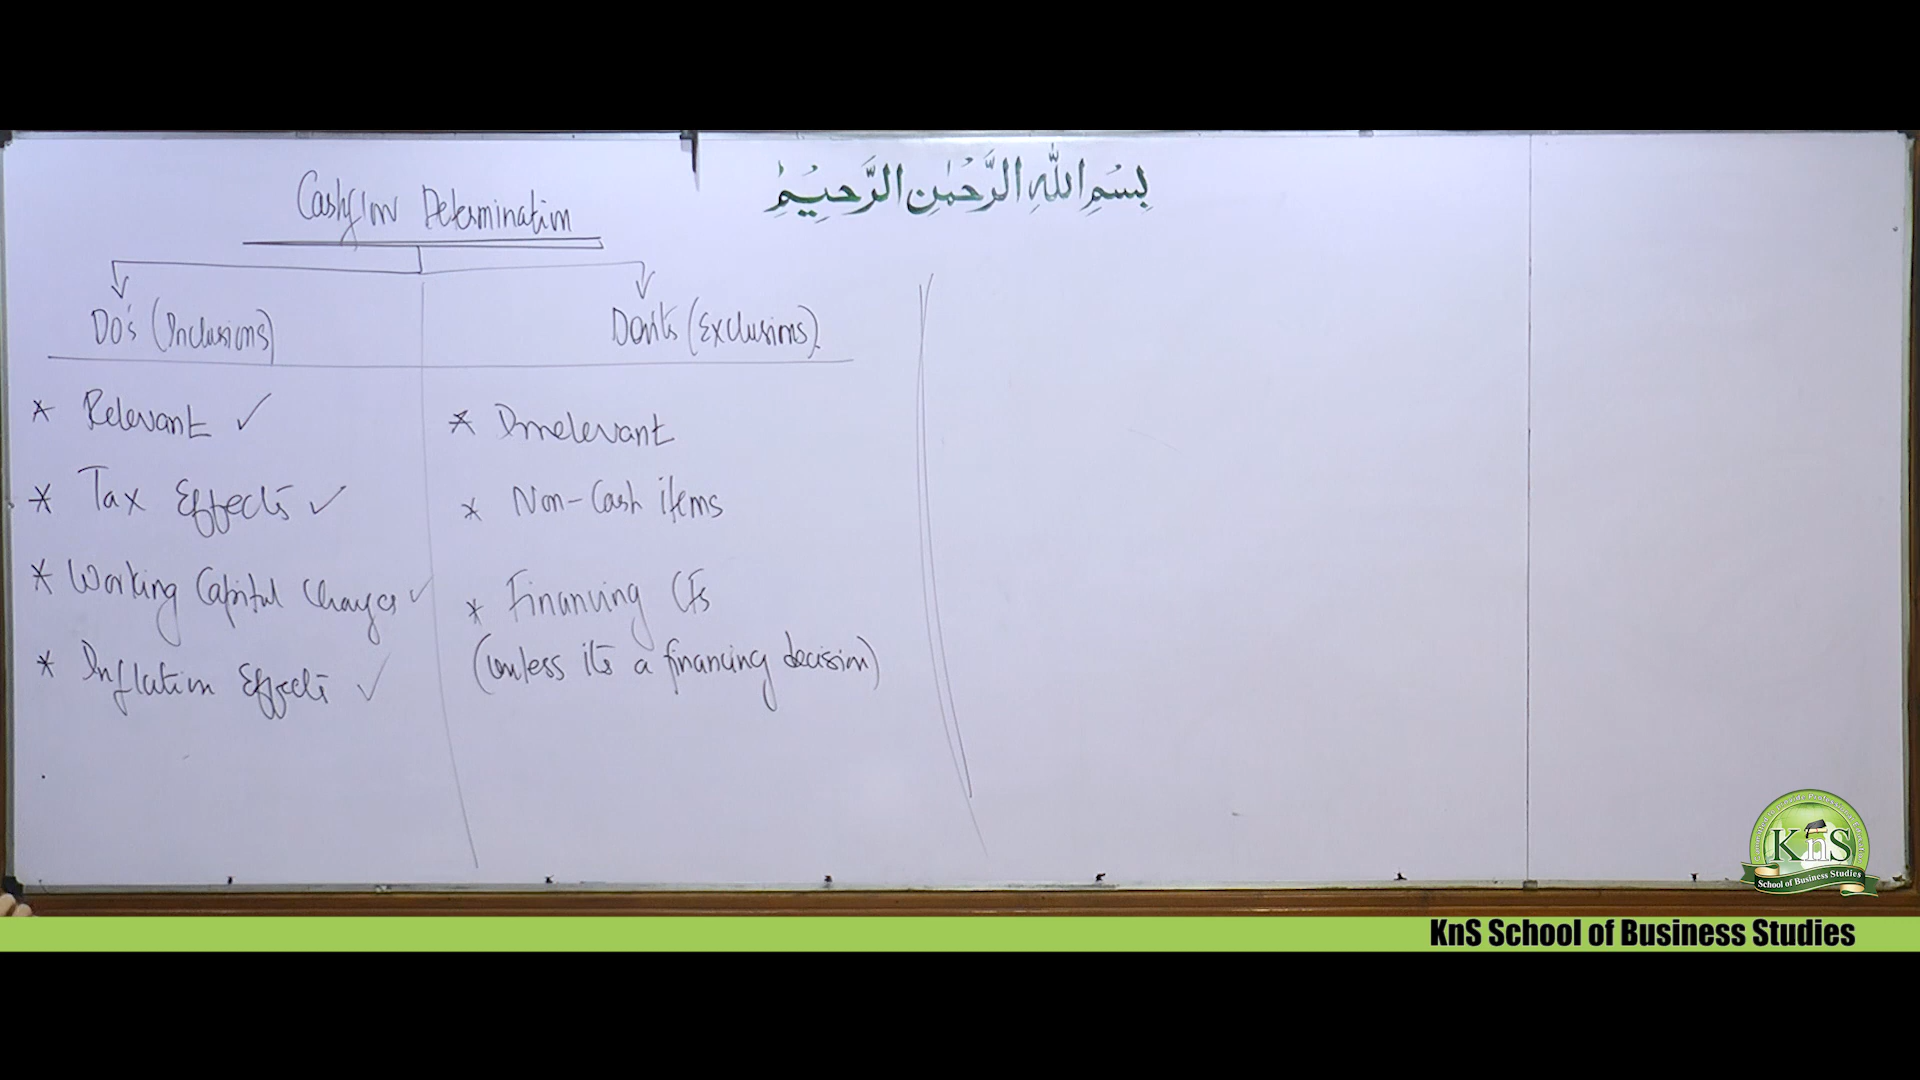 بِسْمِ اللهِ الرَّحْمٰنِ الرَّحِيْمِ
Cashflow Determination
Do's (Inclusions)
* Relevant ✓
* Tax Effects ✓
* Working Capital Changes ✓
* Inflation Effects ✓
Don'ts (Exclusions)
* Irrelevant
* Non-Cash items
* Financing CFs
(unless its a financing decision)
KnS
School of Business Studies
KnS School of Business Studies